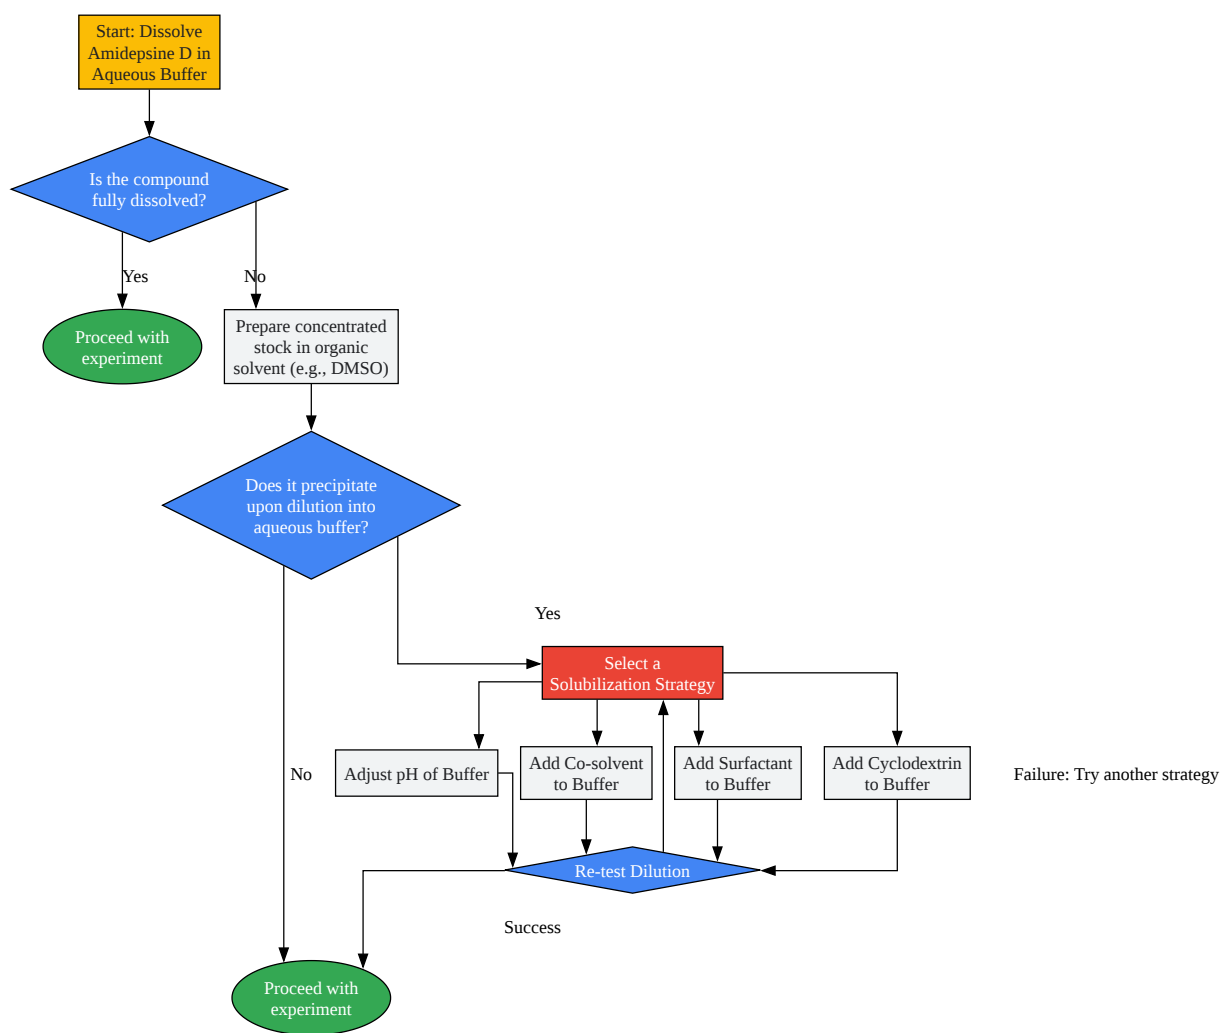 Start: Dissolve
Amidepsine D in
Aqueous Buffer
Is the compound
fully dissolved?
Yes
No
Proceed with
experiment
Prepare concentrated
stock in organic
solvent (e.g., DMSO)
Does it precipitate
upon dilution into
aqueous buffer?
Yes
Select a
Solubilization Strategy
No
Adjust pH of Buffer
Add Co-solvent
to Buffer
Add Surfactant
to Buffer
Add Cyclodextrin
to Buffer
Failure: Try another strategy
Re-test Dilution
Success
Proceed with
experiment